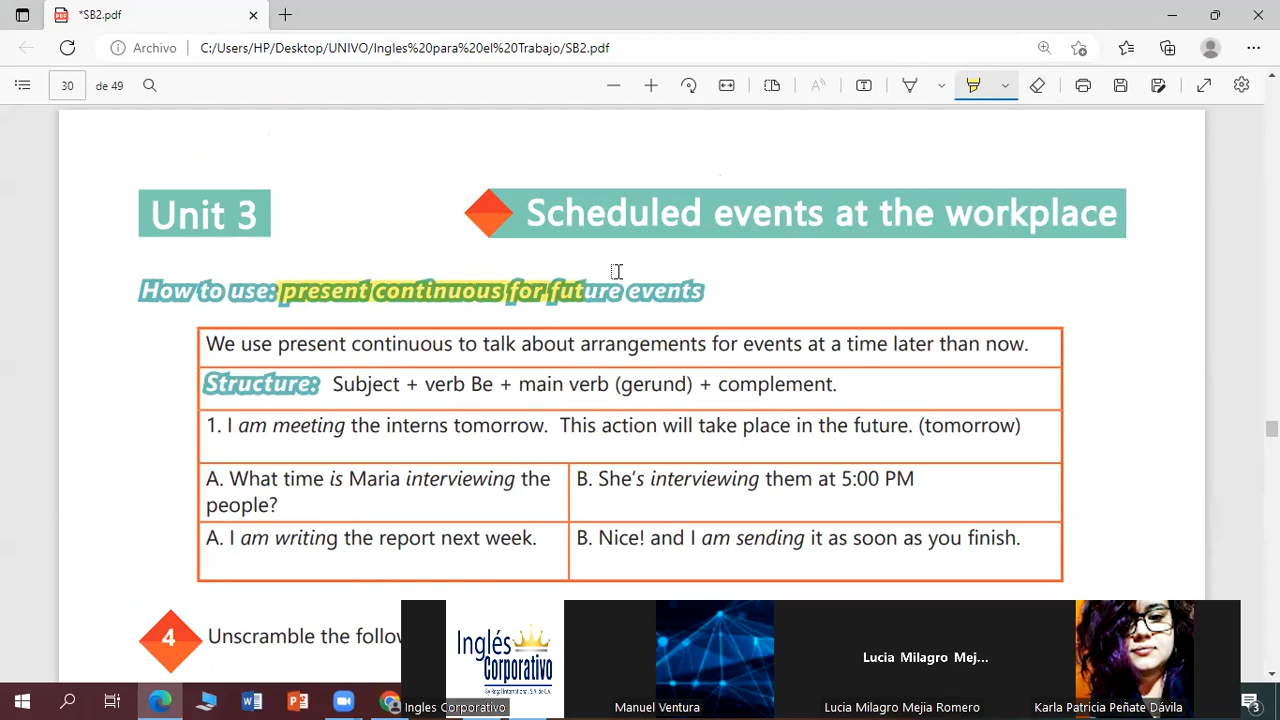 *SB2.pdf
Archivo
C:/Users/HP/Desktop/UNIVO/Ingles%20para%20el%20Trabajo/SB2.pdf
30 de 49
Unit 3
Scheduled events at the workplace
How to use: present continuous for future events
We use present continuous to talk about arrangements for events at a time later than now.
Structure: Subject + verb Be + main verb (gerund) + complement.
1. I am meeting the interns tomorrow. This action will take place in the future. (tomorrow)
A. What time is Maria interviewing the people?
B. She's interviewing them at 5:00 PM
A. I am writing the report next week.
B. Nice! and I am sending it as soon as you finish.
4 Unscramble the follow
Inglés
Corporativo
Lucia Milagro Mej...
Ingles Corporativo
Manuel Ventura
Lucia Milagro Mejia Romero
Karla Patricia Peñate Dávila
3